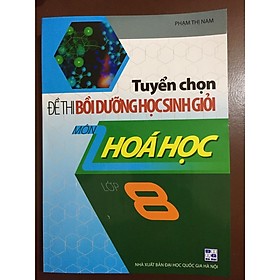 PHẠM THỊ NAM
Tuyển chọn
ĐỀ THI BỒI DƯỠNG HỌC SINH GIỎI
MÔN
HOÁ HỌC
LỚP
8
NHÀ XUẤT BẢN ĐẠI HỌC QUỐC GIA HÀ NỘI